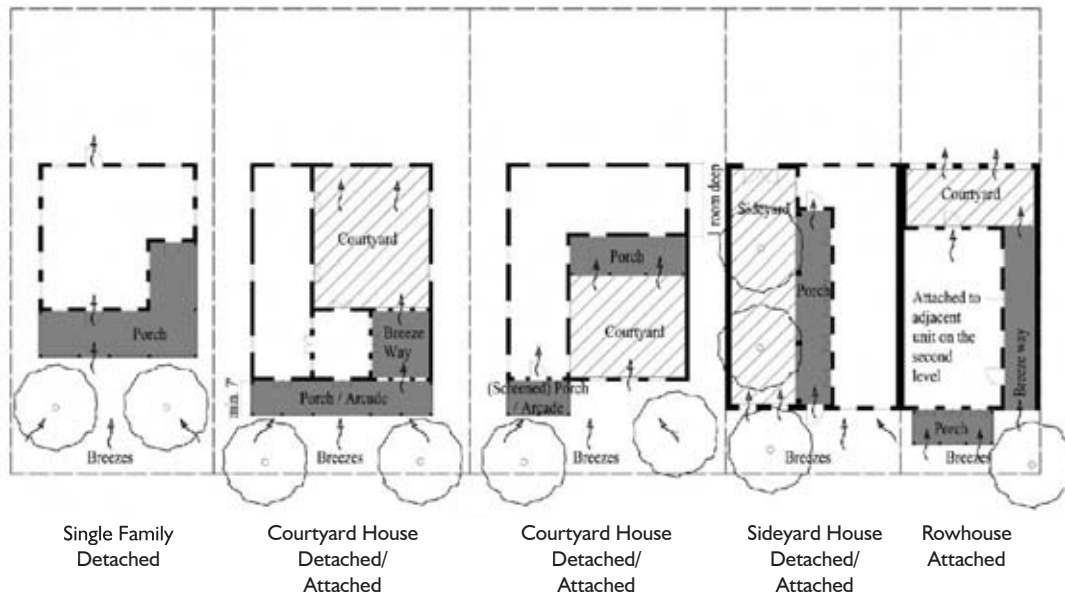 Porch
Breezes
Single Family
Detached
Courtyard
Breeze
Way
Porch / Arcade
min. 7'
Breezes
Courtyard House
Detached/
Attached
1 room deep
Porch
Courtyard
(Screened) Porch
/ Arcade
Breezes
Courtyard House
Detached/
Attached
Sideyard
Porch
Breezes
Sideyard House
Detached/
Attached
Courtyard
Attached to
adjacent
unit on the
second
level
Breeze way
Porch
Breezes
Rowhouse
Attached